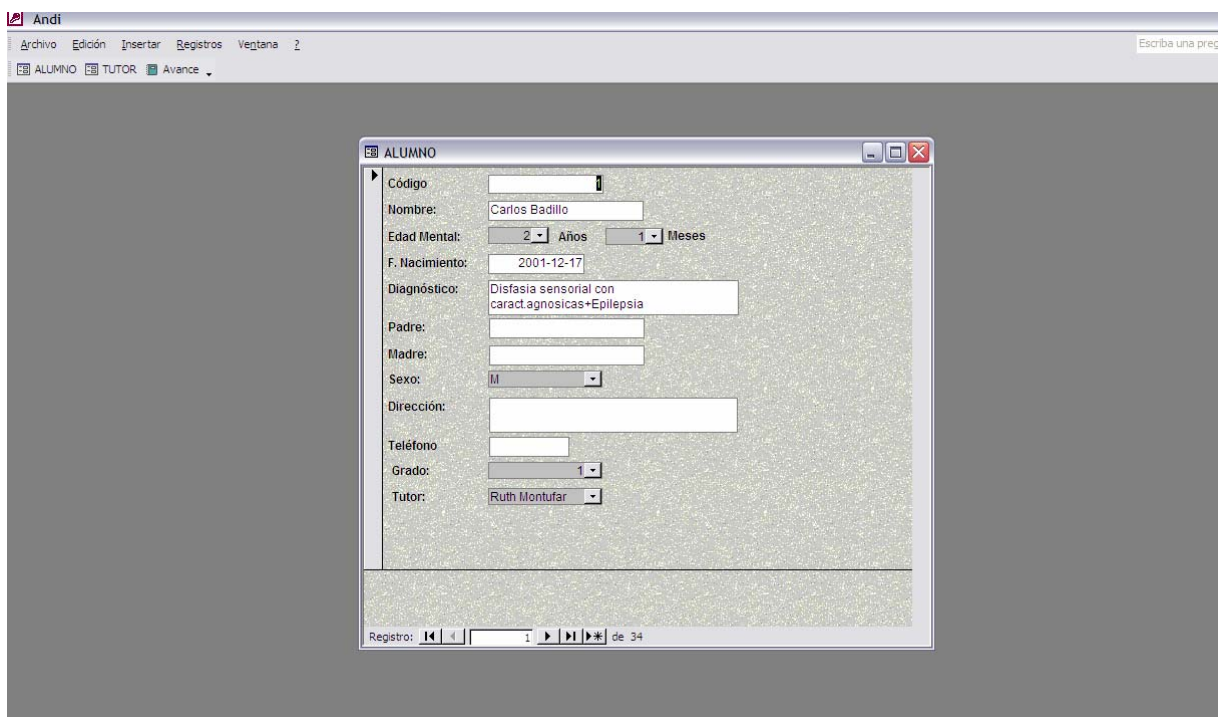 Andi
Archivo Edición Insertar Registros Ventana ?
Escriba una preg
ALUMNO TUTOR Avance
ALUMNO
Código 1
Nombre: Carlos Badillo
Edad Mental: 2 Años 1 Meses
F. Nacimiento: 2001-12-17
Diagnóstico: Disfasia sensorial con
caract.agnosicas+Epilepsia
Padre:
Madre:
Sexo: M
Dirección:
Teléfono
Grado: 1
Tutor: Ruth Montufar
Registro: 1 de 34